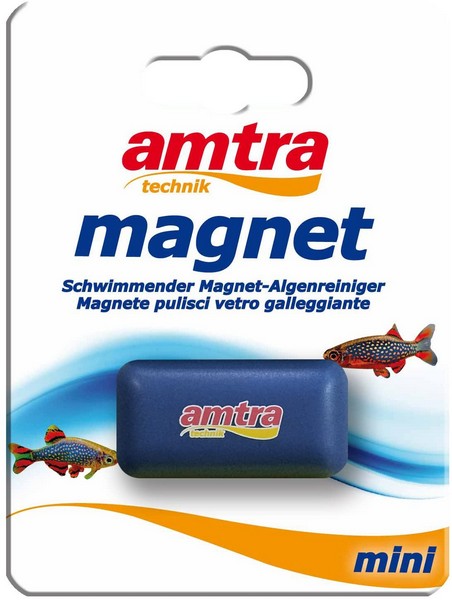 amtra
technik
magnet
Schwimmender Magnet-Algenreiniger
Magnete pulisci vetro galleggiante
amtra
technik
mini